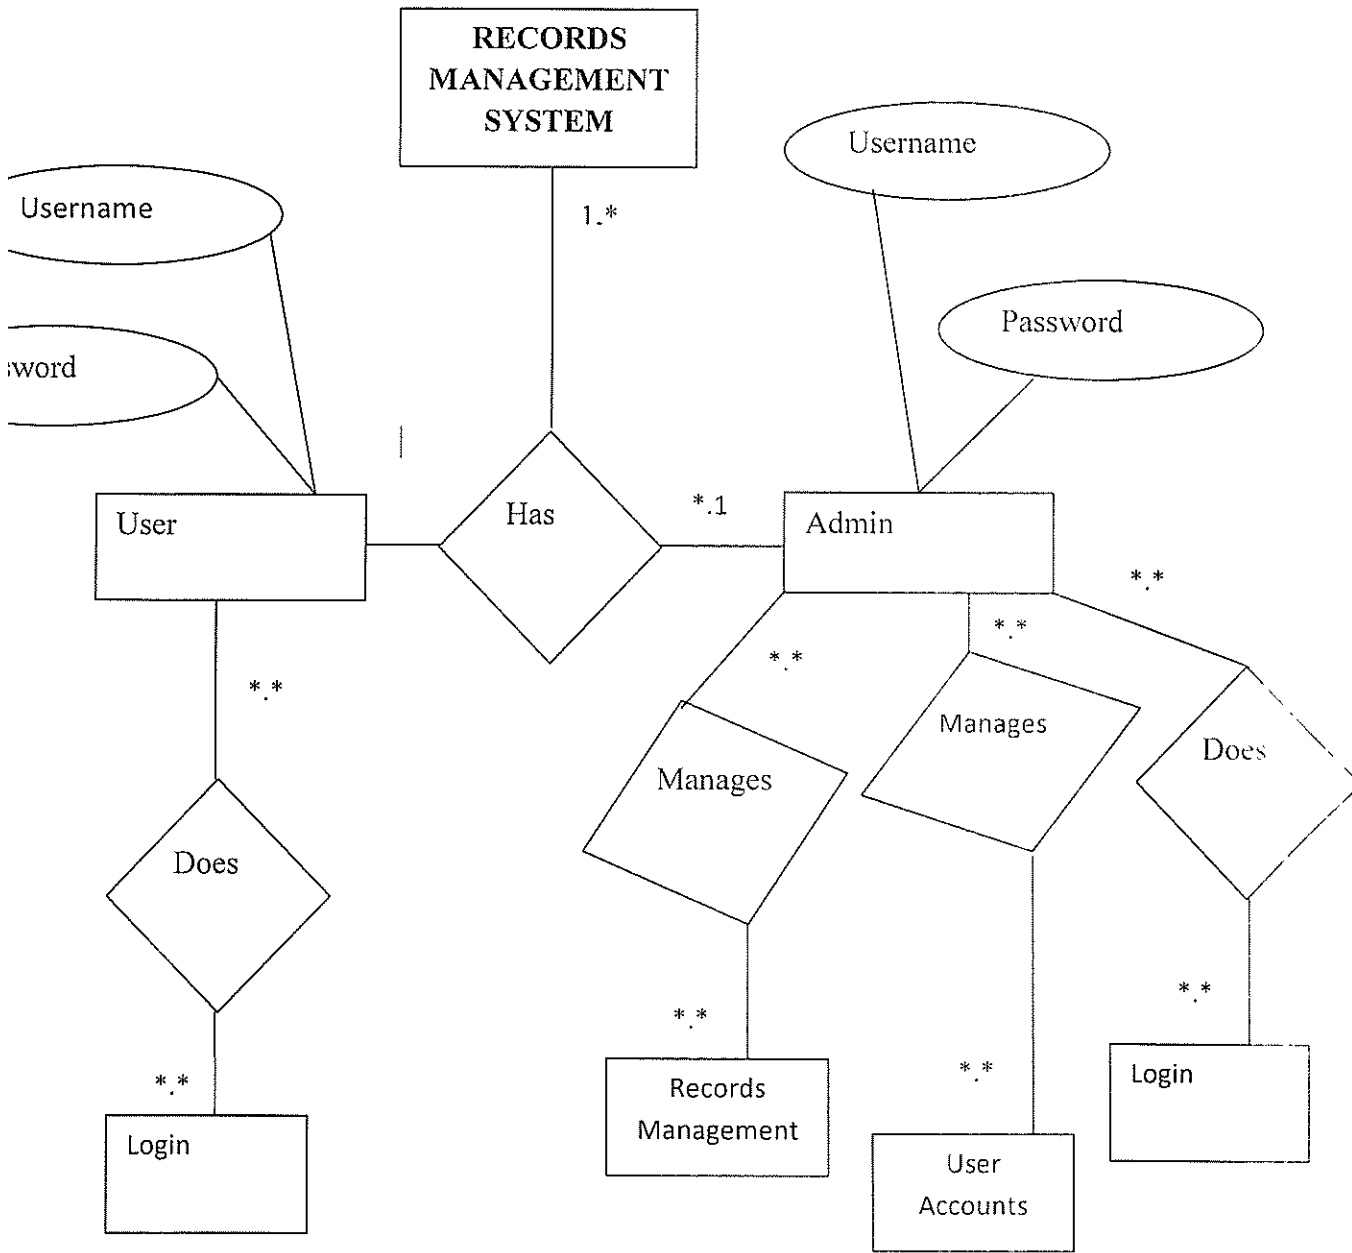 RECORDS
MANAGEMENT
SYSTEM
Username
1.*
Username
Password
sword
User
Has
*.1
Admin
*.*
*.*
*.*
*.*
Manages
Manages
Does
Does
*.*
*.*
*.*
*.*
Records
Management
Login
Login
User
Accounts